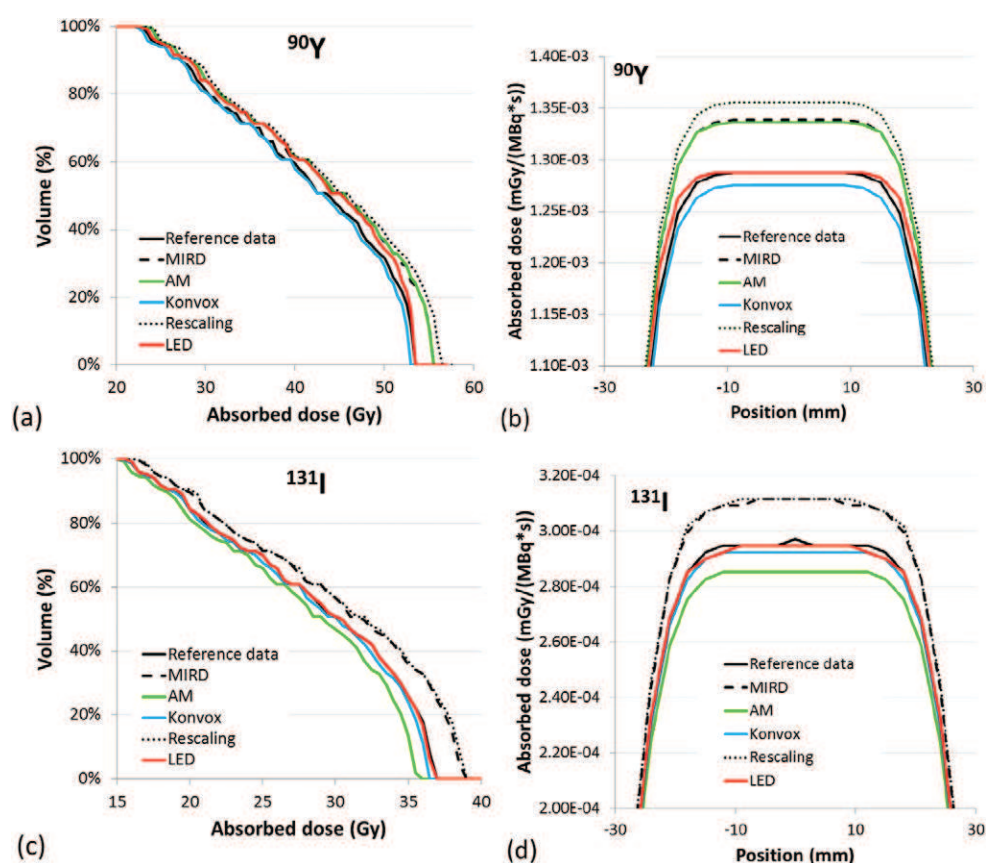 100%
80%
60%
40%
20%
0%
Volume (%)
⁹⁰Y
Reference data
MIRD
AM
Konvox
Rescaling
LED
20 30 40 50 60
Absorbed dose (Gy)
(a)
1.40E-03
1.35E-03
1.30E-03
1.25E-03
1.20E-03
1.15E-03
1.10E-03
Absorbed dose (mGy/(MBq*s))
⁹⁰Y
Reference data
MIRD
AM
Konvox
Rescaling
LED
-30 -10 10 30
Position (mm)
(b)
100%
80%
60%
40%
20%
0%
Volume (%)
¹³¹I
Reference data
MIRD
AM
Konvox
Rescaling
LED
15 20 25 30 35 40
Absorbed dose (Gy)
(c)
3.20E-04
3.00E-04
2.80E-04
2.60E-04
2.40E-04
2.20E-04
2.00E-04
Absorbed dose (mGy/(MBq*s))
¹³¹I
Reference data
MIRD
AM
Konvox
Rescaling
LED
-30 -10 10 30
Position (mm)
(d)